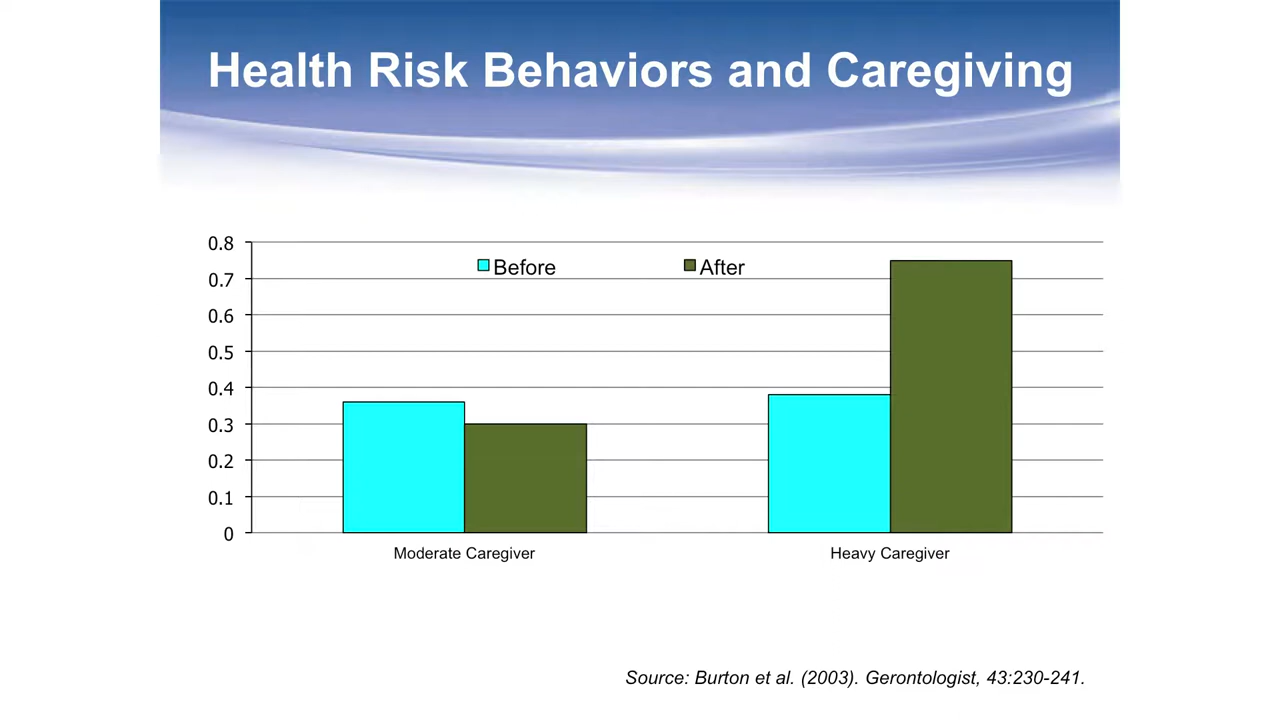 Health Risk Behaviors and Caregiving
0.8
0.7
0.6
0.5
0.4
0.3
0.2
0.1
0
Before
After
Moderate Caregiver
Heavy Caregiver
Source: Burton et al. (2003). Gerontologist, 43:230-241.